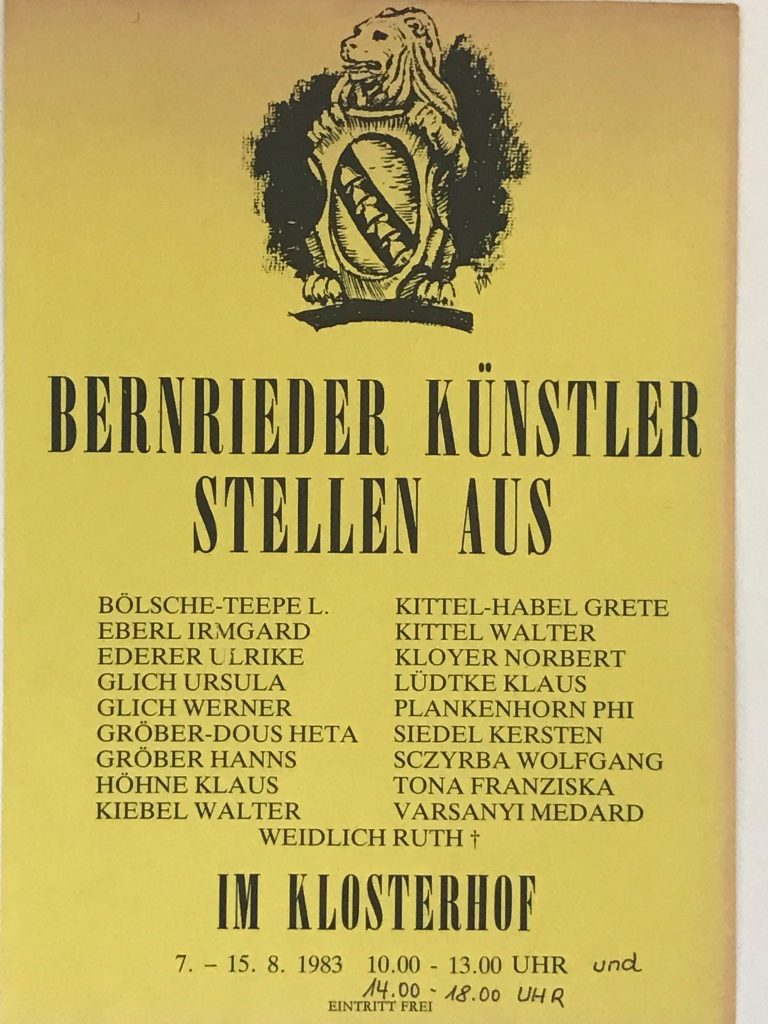 BERNRIEDER KÜNSTLER
STELLEN AUS
BÖLSCHE-TEEPE L.
EBERL IRMGARD
EDERER ULRIKE
GLICH URSULA
GLICH WERNER
GRÖBER-DOUS HETA
GRÖBER HANNS
HÖHNE KLAUS
KIEBEL WALTER
KITTEL-HABEL GRETE
KITTEL WALTER
KLOYER NORBERT
LÜDTKE KLAUS
PLANKENHORN PHI
SIEDEL KERSTEN
SCZYRBA WOLFGANG
TONA FRANZISKA
VARSANYI MEDARD
WEIDLICH RUTH †
IM KLOSTERHOF
7. – 15. 8. 1983 10.00 - 13.00 UHR und
14.00 - 18.00 UHR
EINTRITT FREI